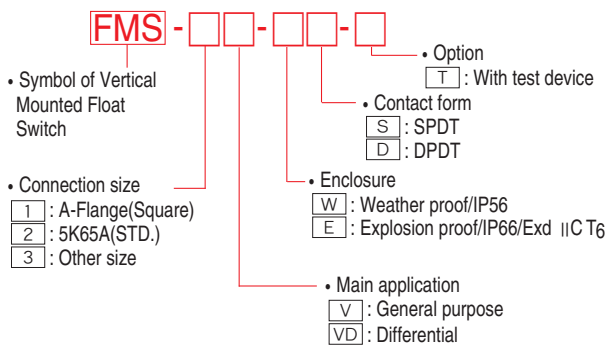 FMS - □□-□□-□
• Option
T : With test device
• Symbol of Vertical
Mounted Float
Switch
• Contact form
S : SPDT
D : DPDT
• Connection size
1 : A-Flange(Square)
2 : 5K65A(STD.)
3 : Other size
• Enclosure
W : Weather proof/IP56
E : Explosion proof/IP66/Exd IIC T6
• Main application
V : General purpose
VD : Differential